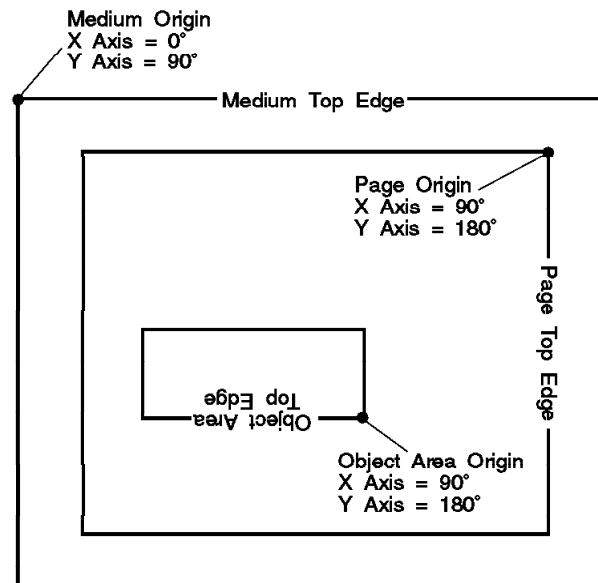 Medium Origin
X Axis = 0°
Y Axis = 90°
Medium Top Edge
Page Origin
X Axis = 90°
Y Axis = 180°
Page Top Edge
Object Area
Top Edge
Object Area Origin
X Axis = 90°
Y Axis = 180°